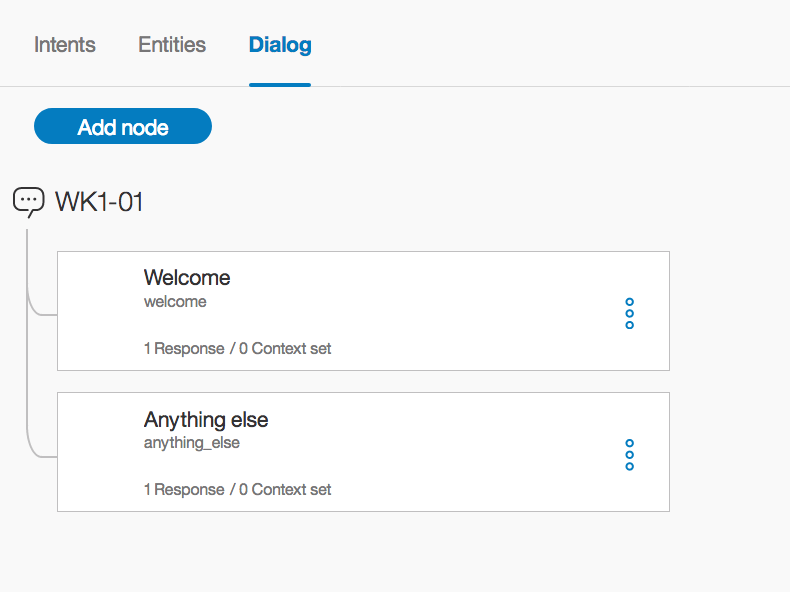 Intents Entities Dialog
Add node
WK1-01
Welcome
welcome
1 Response / 0 Context set
Anything else
anything_else
1 Response / 0 Context set